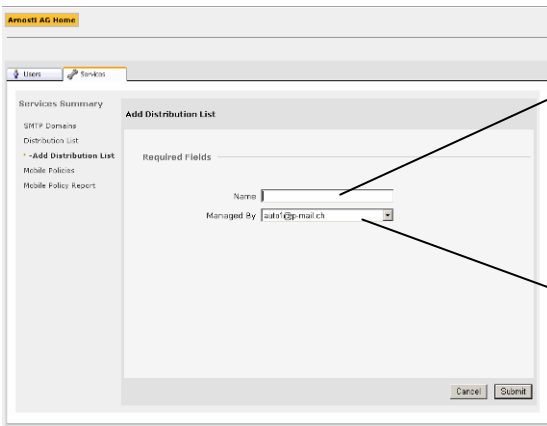 Arnosti AG Home
Users
Services
Services Summary
SMTP Domains
Distribution List
-Add Distribution List
Mobile Policies
Mobile Policy Report
Add Distribution List
Required Fields
Name
Managed By auto1@p-mail.ch
Cancel Submit